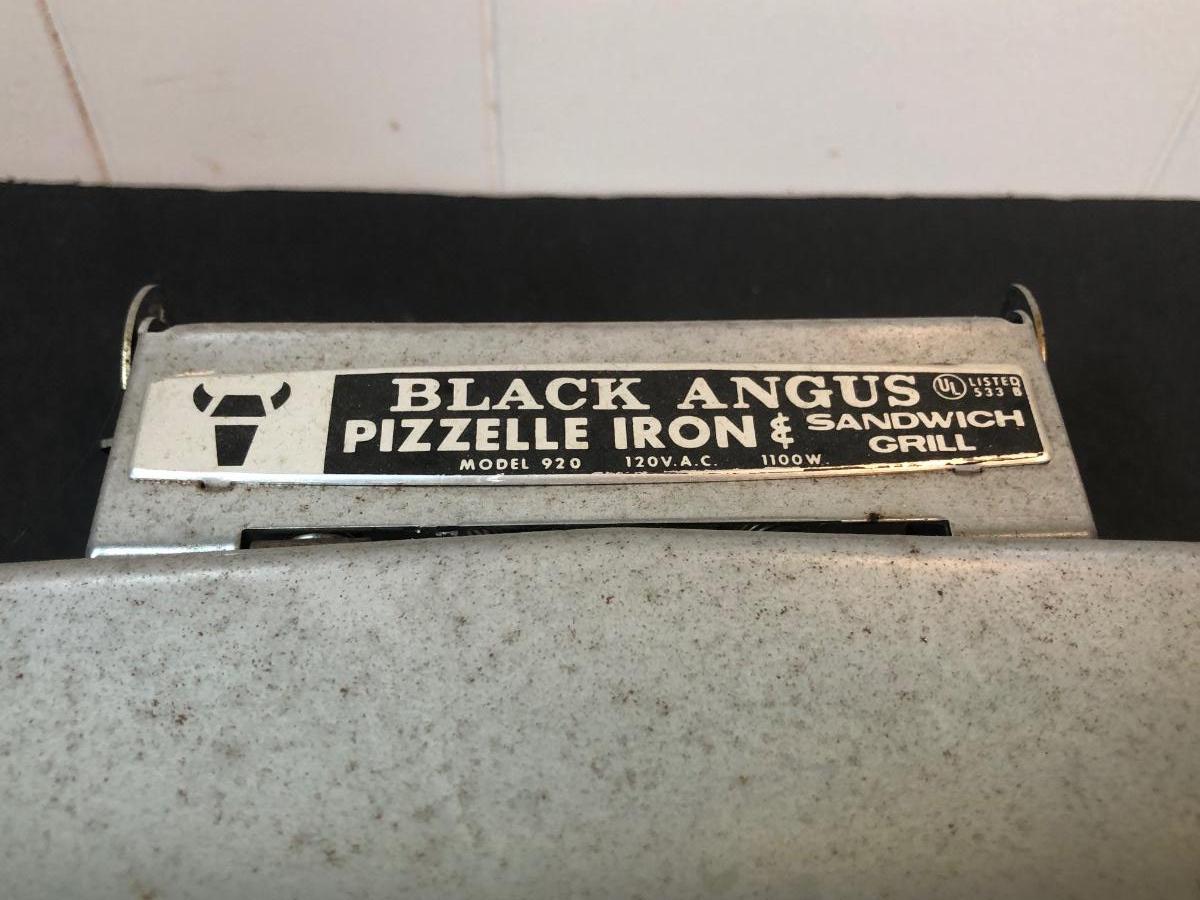 BLACK ANGUS
UL LISTED
533 B
PIZZELLE IRON & SANDWICH GRILL
MODEL 920 120V.A.C. 1100W.